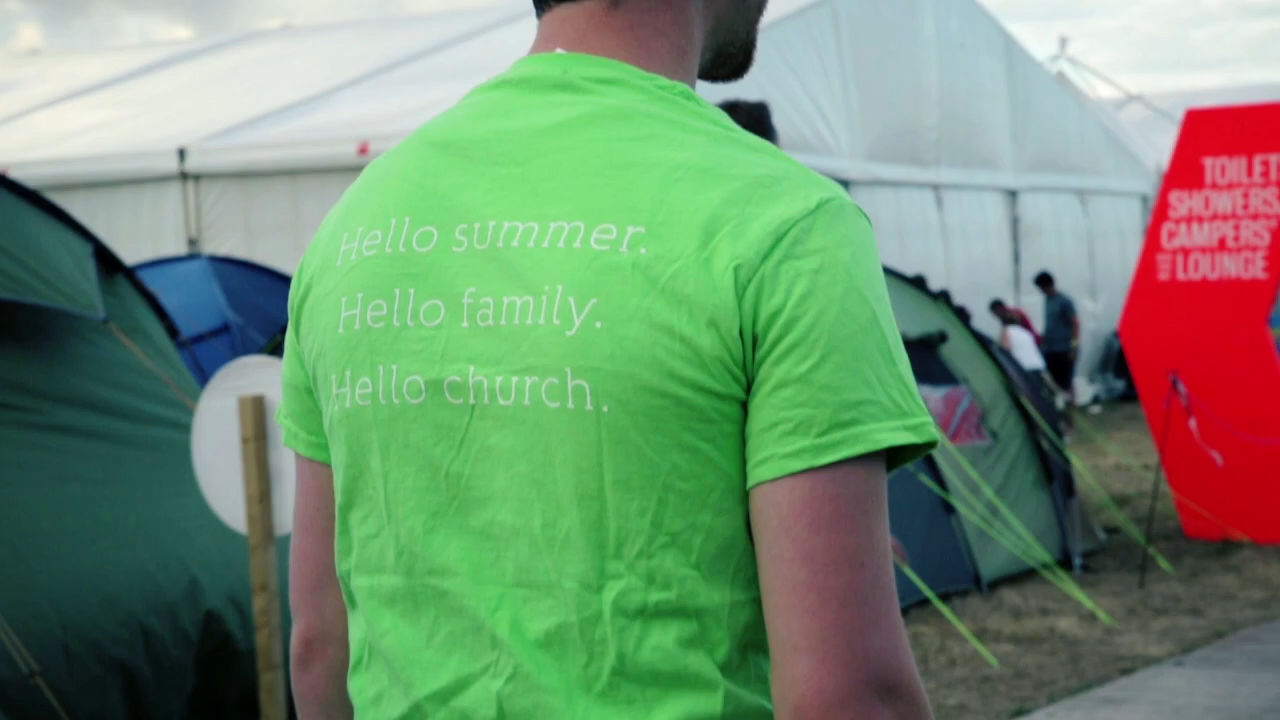 Hello summer.
Hello family.
Hello church.
TOILET
SHOWERS
CAMPERS'
LOUNGE